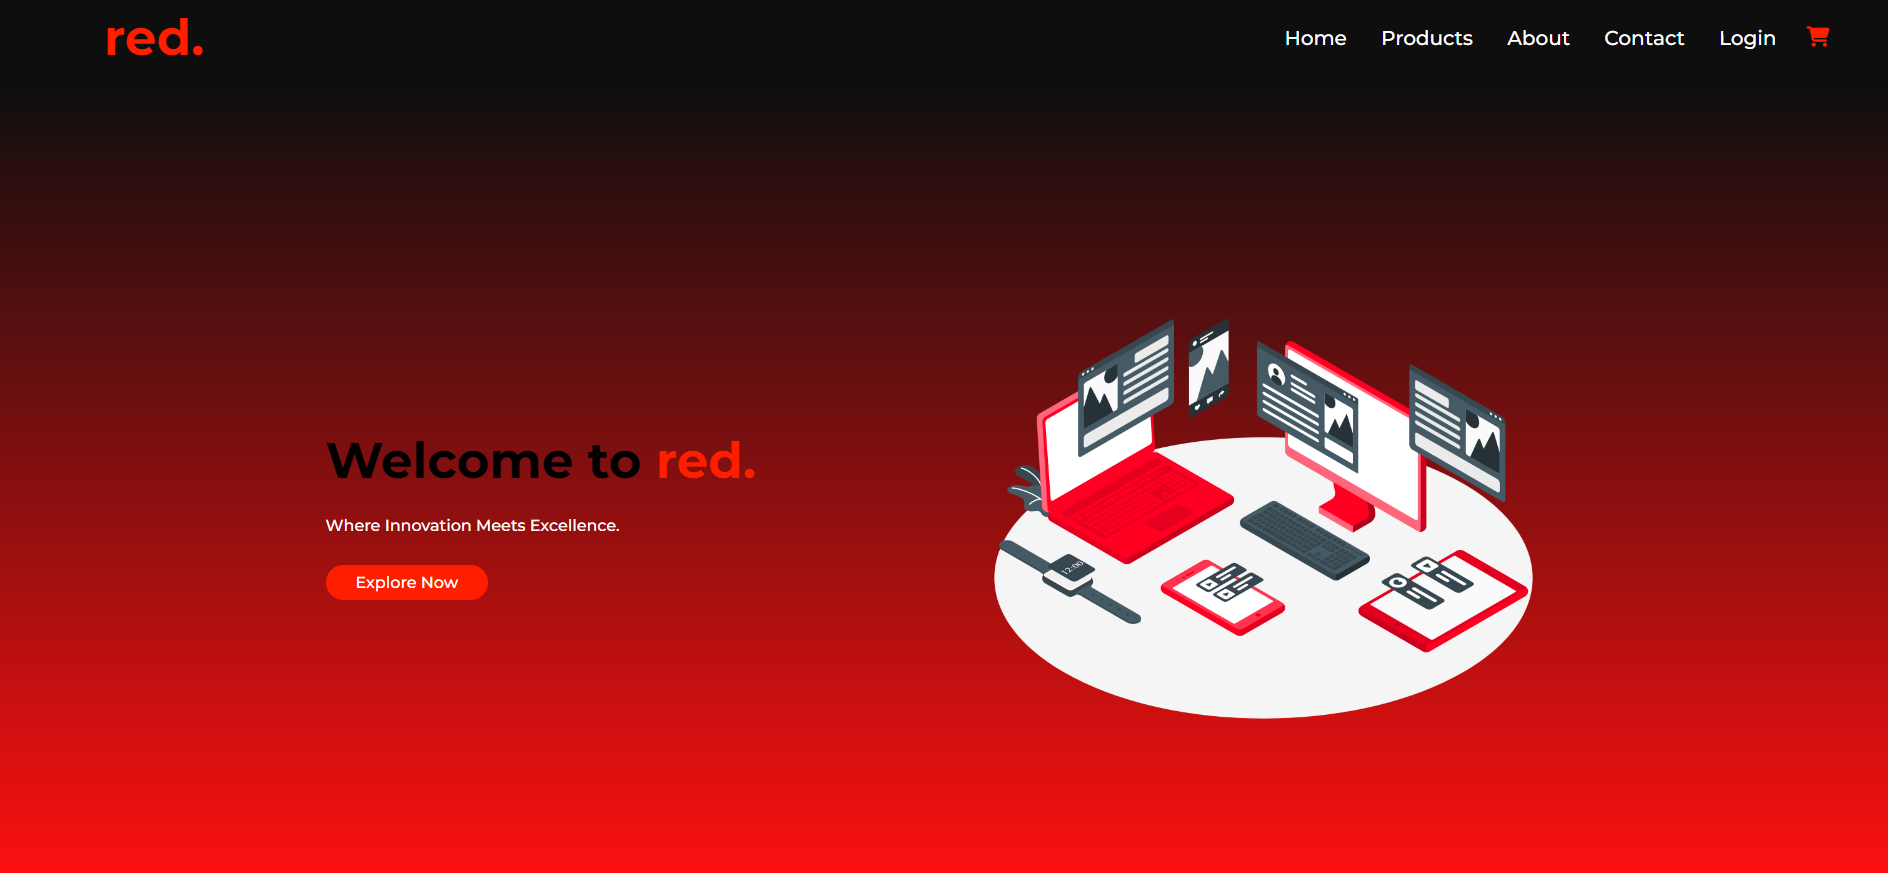 red.
Home Products About Contact Login
Welcome to red.
Where Innovation Meets Excellence.
Explore Now
12:00